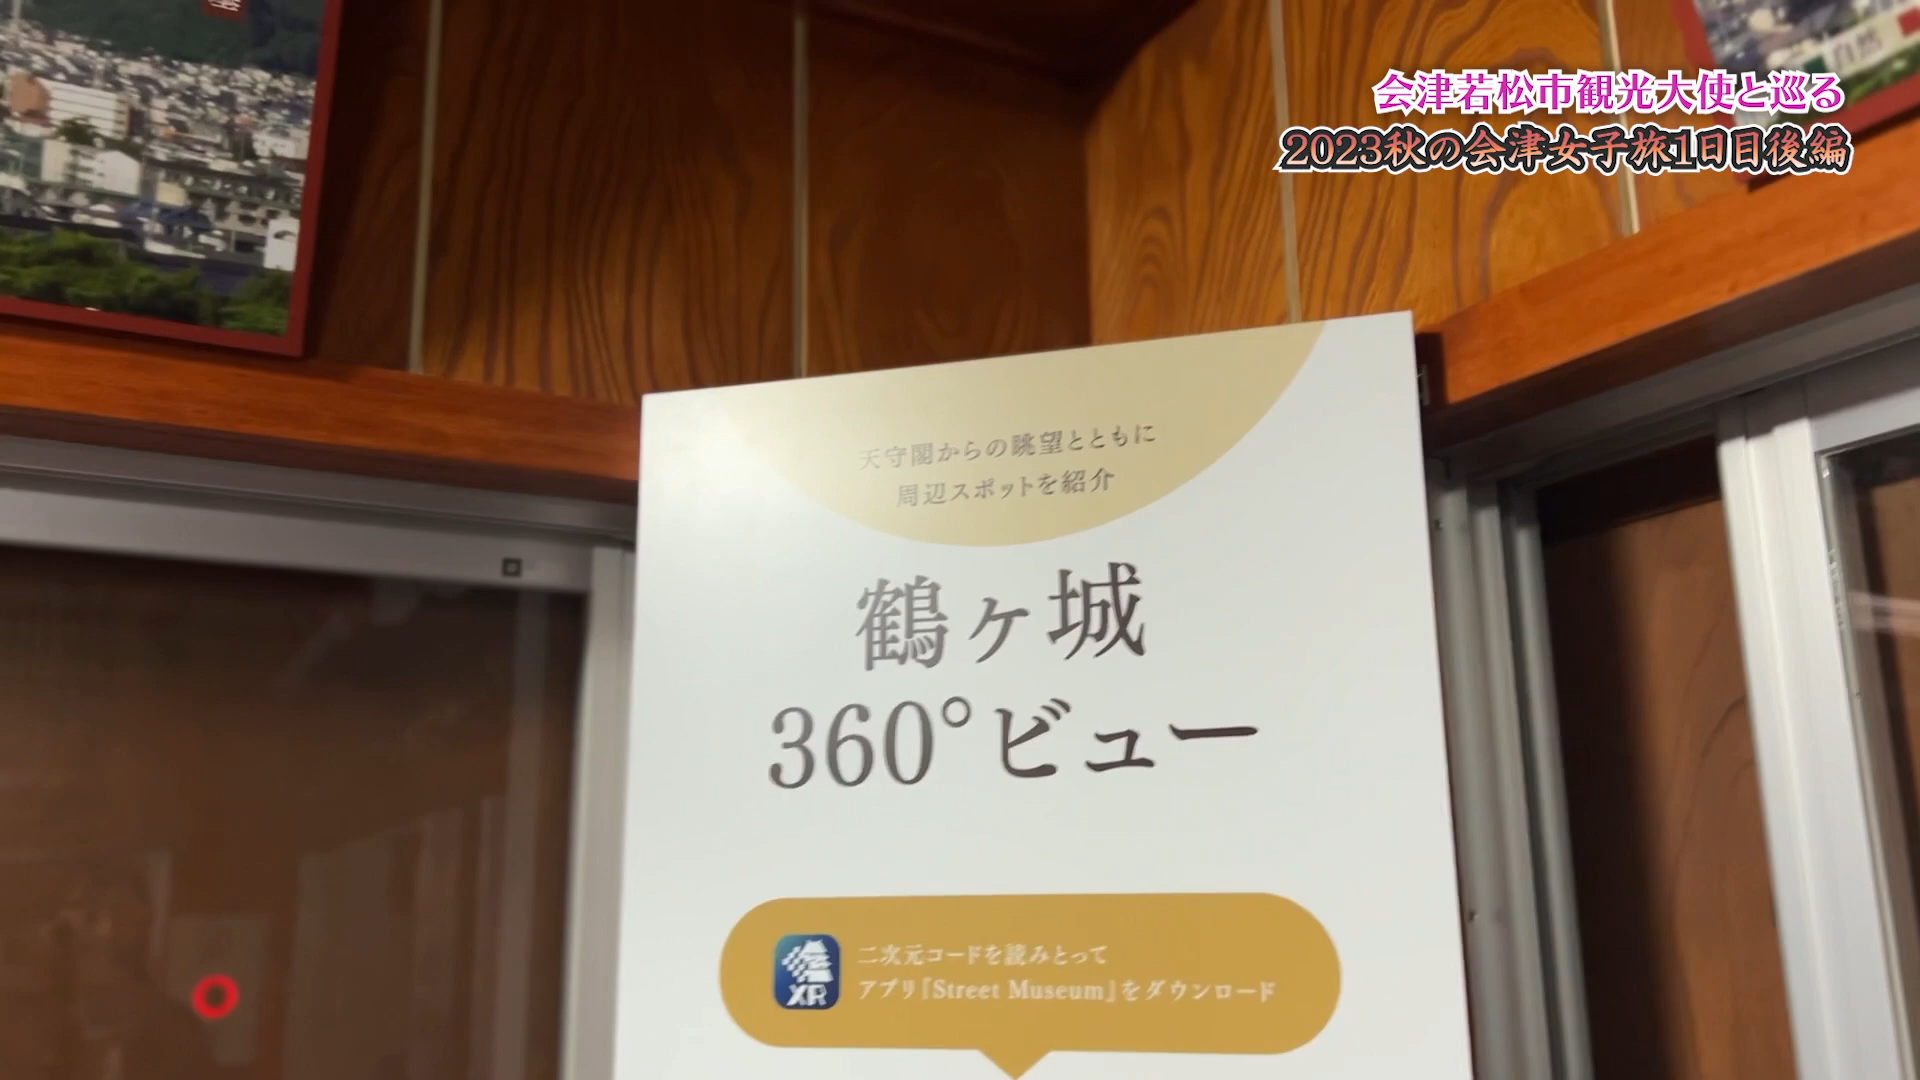 会津若松市観光大使と巡る
2023秋の会津女子旅1日目後編
自然
天守閣からの眺望とともに
周辺スポットを紹介
鶴ヶ城
360°ビュー
二次元コードを読みとって
アプリ『Street Museum』をダウンロード
XR